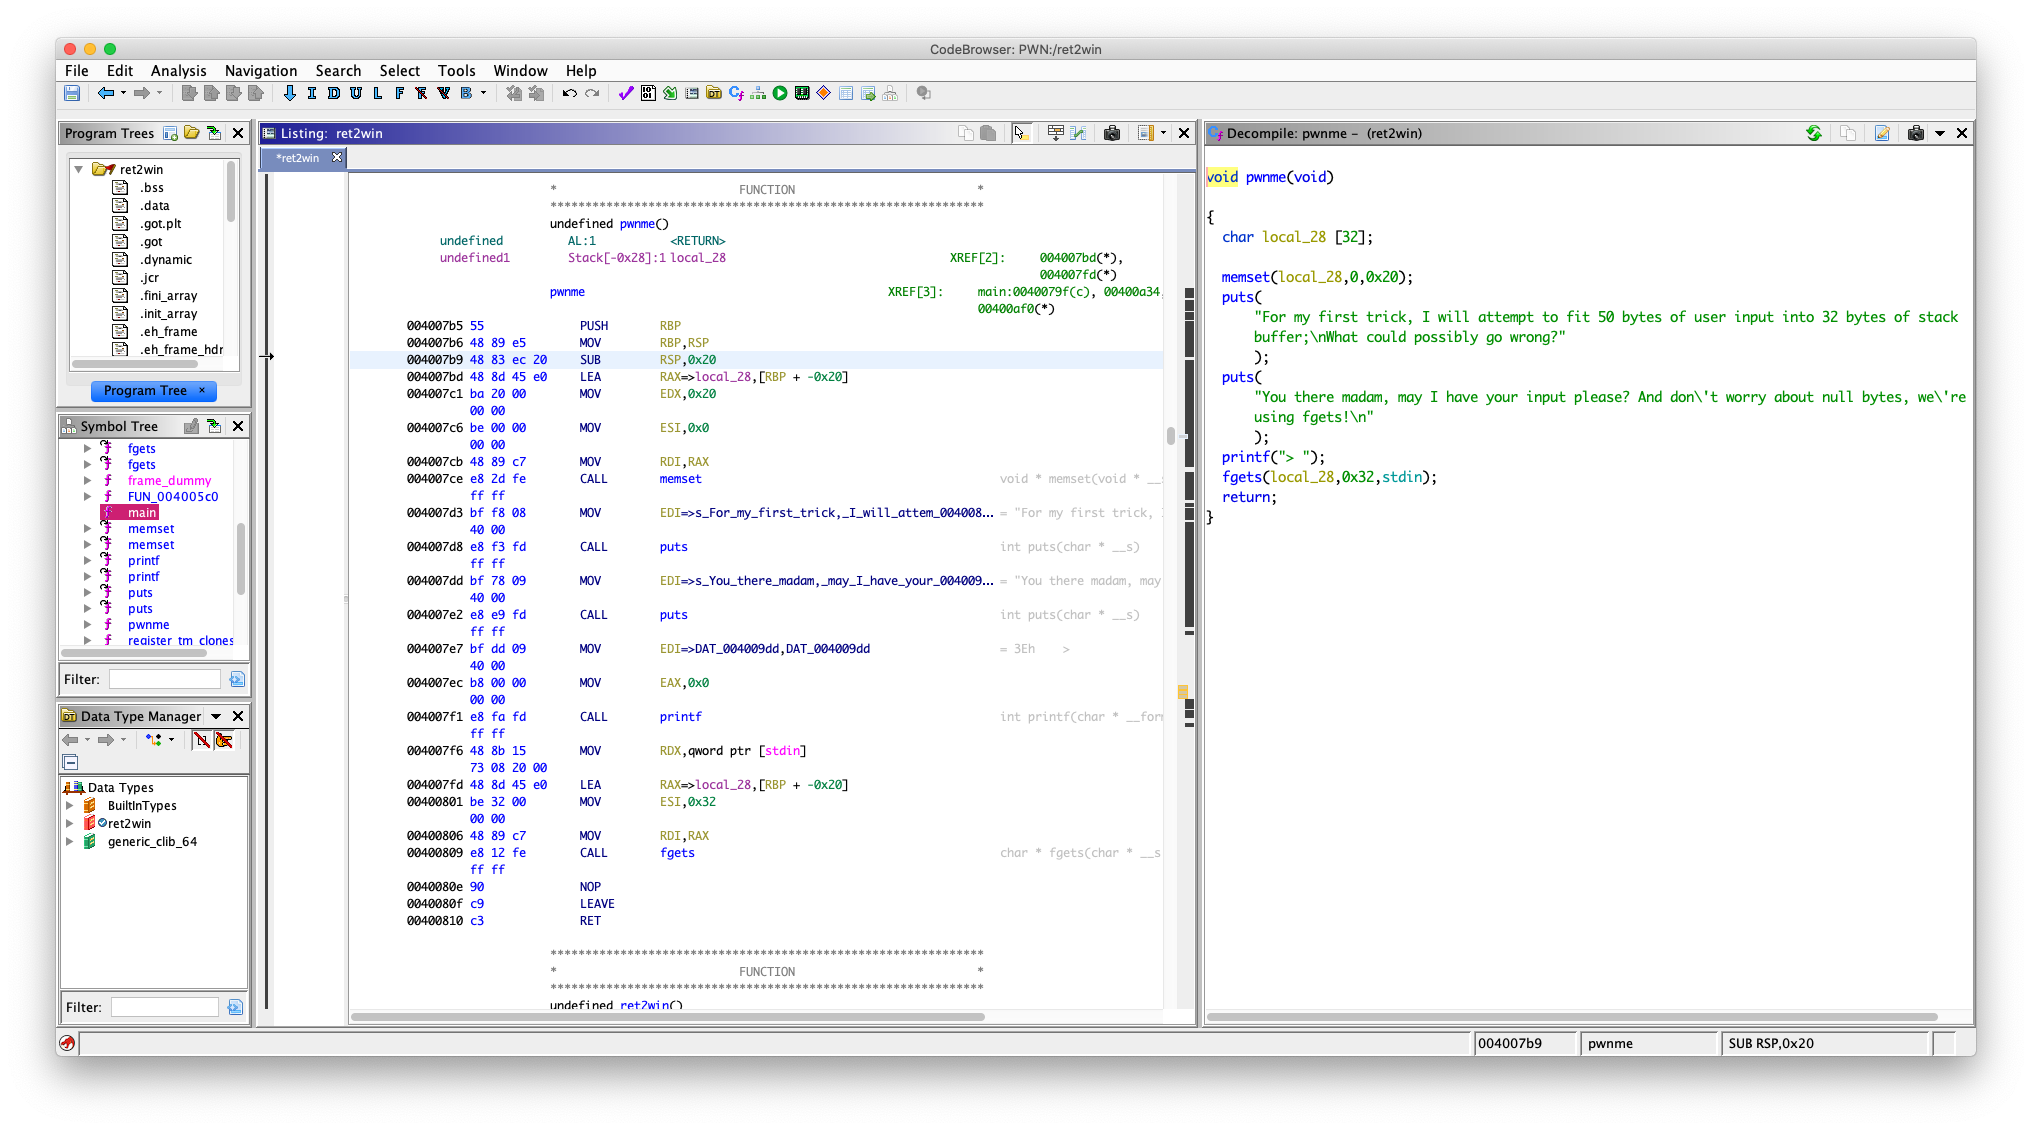 CodeBrowser: PWN:/ret2win
File Edit Analysis Navigation Search Select Tools Window Help
I D U L F B
Program Trees
ret2win
.bss
.data
.got.plt
.got
.dynamic
.jcr
.fini_array
.init_array
.eh_frame
.eh_frame_hdr
Program Tree ×
Symbol Tree
fgets
fgets
frame_dummy
FUN_004005c0
main
memset
memset
printf
printf
puts
puts
pwnme
register_tm_clones
Filter:
Data Type Manager
Data Types
BuiltInTypes
ret2win
generic_clib_64
Filter:
Listing: ret2win
*ret2win
* FUNCTION *
**************************************************************
undefined pwnme()
undefined AL:1 <RETURN>
undefined1 Stack[-0x28]:1 local_28 XREF[2]: 004007bd(*),
004007fd(*)
pwnme XREF[3]: main:0040079f(c), 00400a34,
00400af0(*)
004007b5 55 PUSH RBP
004007b6 48 89 e5 MOV RBP,RSP
004007b9 48 83 ec 20 SUB RSP,0x20
004007bd 48 8d 45 e0 LEA RAX=>local_28,[RBP + -0x20]
004007c1 ba 20 00 MOV EDX,0x20
00 00
004007c6 be 00 00 MOV ESI,0x0
00 00
004007cb 48 89 c7 MOV RDI,RAX
004007ce e8 2d fe CALL memset void * memset(void * __s
ff ff
004007d3 bf f8 08 MOV EDI=>s_For_my_first_trick,_I_will_attem_004008... = "For my first trick, I
40 00
004007d8 e8 f3 fd CALL puts int puts(char * __s)
ff ff
004007dd bf 78 09 MOV EDI=>s_You_there_madam,_may_I_have_your_004009... = "You there madam, may
40 00
004007e2 e8 e9 fd CALL puts int puts(char * __s)
ff ff
004007e7 bf dd 09 MOV EDI=>DAT_004009dd,DAT_004009dd = 3Eh >
40 00
004007ec b8 00 00 MOV EAX,0x0
00 00
004007f1 e8 fa fd CALL printf int printf(char * __for
ff ff
004007f6 48 8b 15 MOV RDX,qword ptr [stdin]
73 08 20 00
004007fd 48 8d 45 e0 LEA RAX=>local_28,[RBP + -0x20]
00400801 be 32 00 MOV ESI,0x32
00 00
00400806 48 89 c7 MOV RDI,RAX
00400809 e8 12 fe CALL fgets char * fgets(char * __s
ff ff
0040080e 90 NOP
0040080f c9 LEAVE
00400810 c3 RET
**************************************************************
* FUNCTION *
**************************************************************
undefined ret2win()
Decompile: pwnme - (ret2win)
void pwnme(void)
{
char local_28 [32];
memset(local_28,0,0x20);
puts(
"For my first trick, I will attempt to fit 50 bytes of user input into 32 bytes of stack
buffer;\nWhat could possibly go wrong?"
);
puts(
"You there madam, may I have your input please? And don\'t worry about null bytes, we\'re
using fgets!\n"
);
printf("> ");
fgets(local_28,0x32,stdin);
return;
}
004007b9 pwnme SUB RSP,0x20